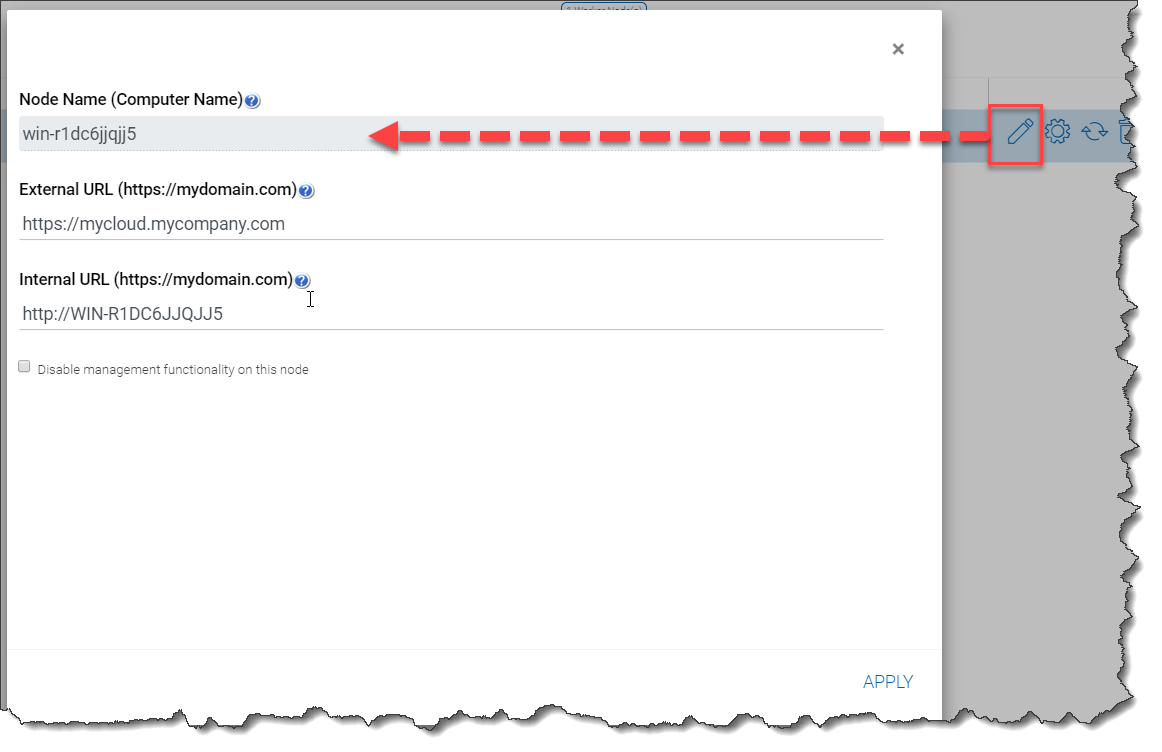 Node Name (Computer Name)
win-r1dc6jjqjj5
External URL (https://mydomain.com)
https://mycloud.mycompany.com
Internal URL (https://mydomain.com)
http://WIN-R1DC6JJQJJ5
Disable management functionality on this node
APPLY